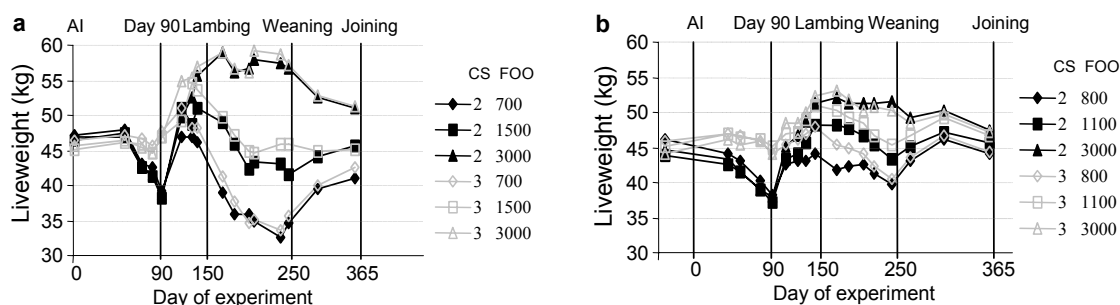 a
AI Day 90 Lambing Weaning Joining
60
55
50
45
40
35
30
Liveweight (kg)
0 90 150 250 365
Day of experiment
CS FOO
2 700
2 1500
2 3000
3 700
3 1500
3 3000
b
AI Day 90 Lambing Weaning Joining
60
55
50
45
40
35
30
Liveweight (kg)
0 90 150 250 365
Day of experiment
CS FOO
2 800
2 1100
2 3000
3 800
3 1100
3 3000